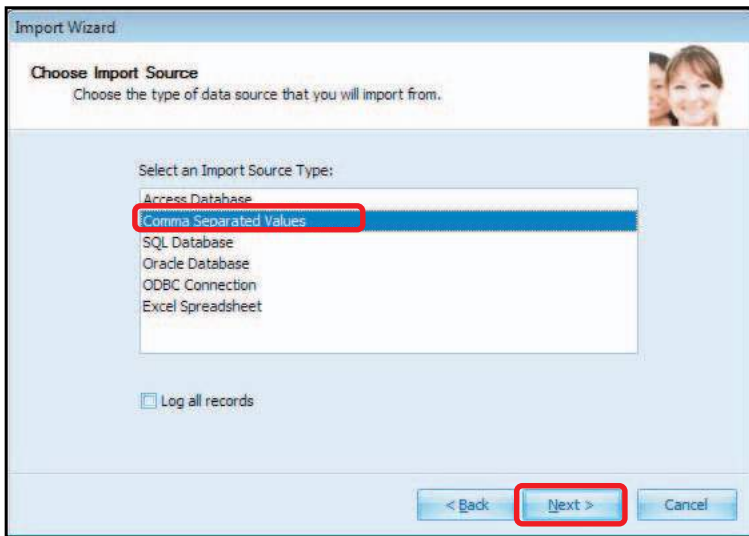 Import Wizard
Choose Import Source
Choose the type of data source that you will import from.
Select an Import Source Type:
Access Database
Comma Separated Values
SQL Database
Oracle Database
ODBC Connection
Excel Spreadsheet
Log all records
< Back Next > Cancel